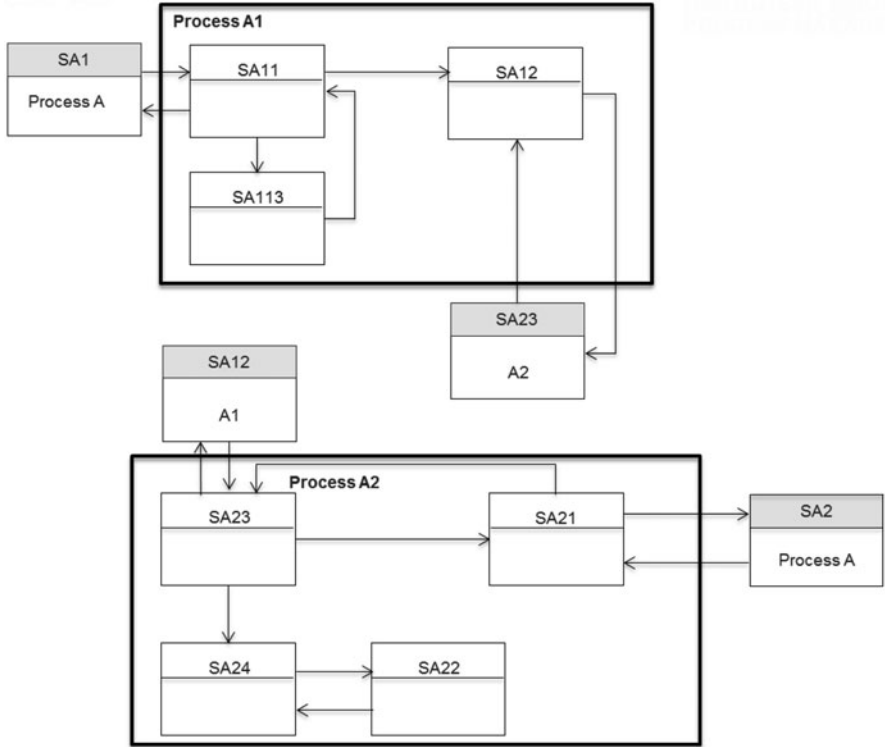 Process A1
SA1
Process A
SA11
SA12
SA113
SA23
A2
SA12
A1
Process A2
SA23
SA21
SA2
Process A
SA24
SA22